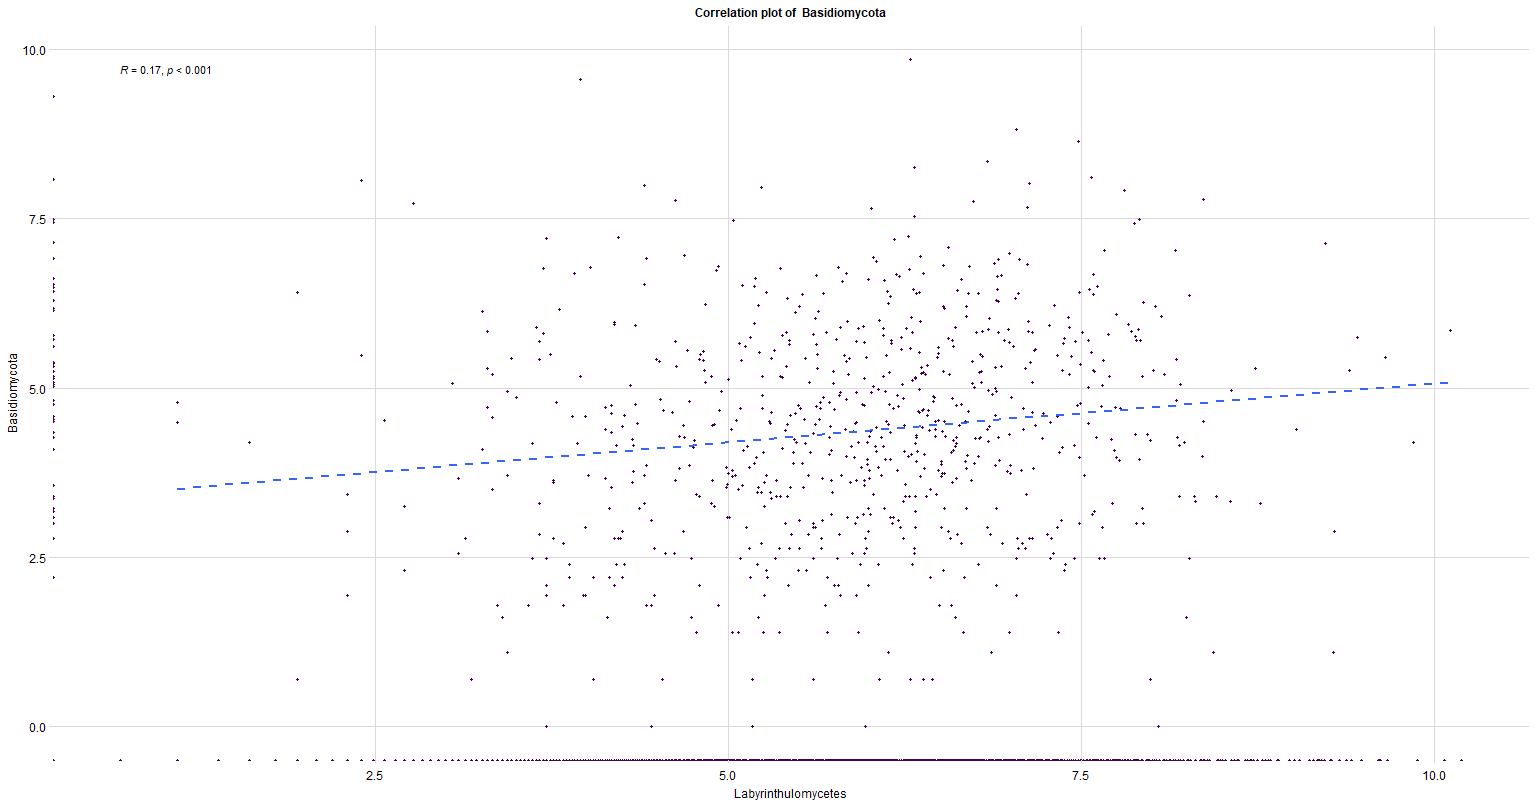 Correlation plot of Basidiomycota
10.0
R = 0.17, p < 0.001
7.5
Basidiomycota
5.0
2.5
0.0
2.5 5.0 7.5 10.0
Labyrinthulomycetes